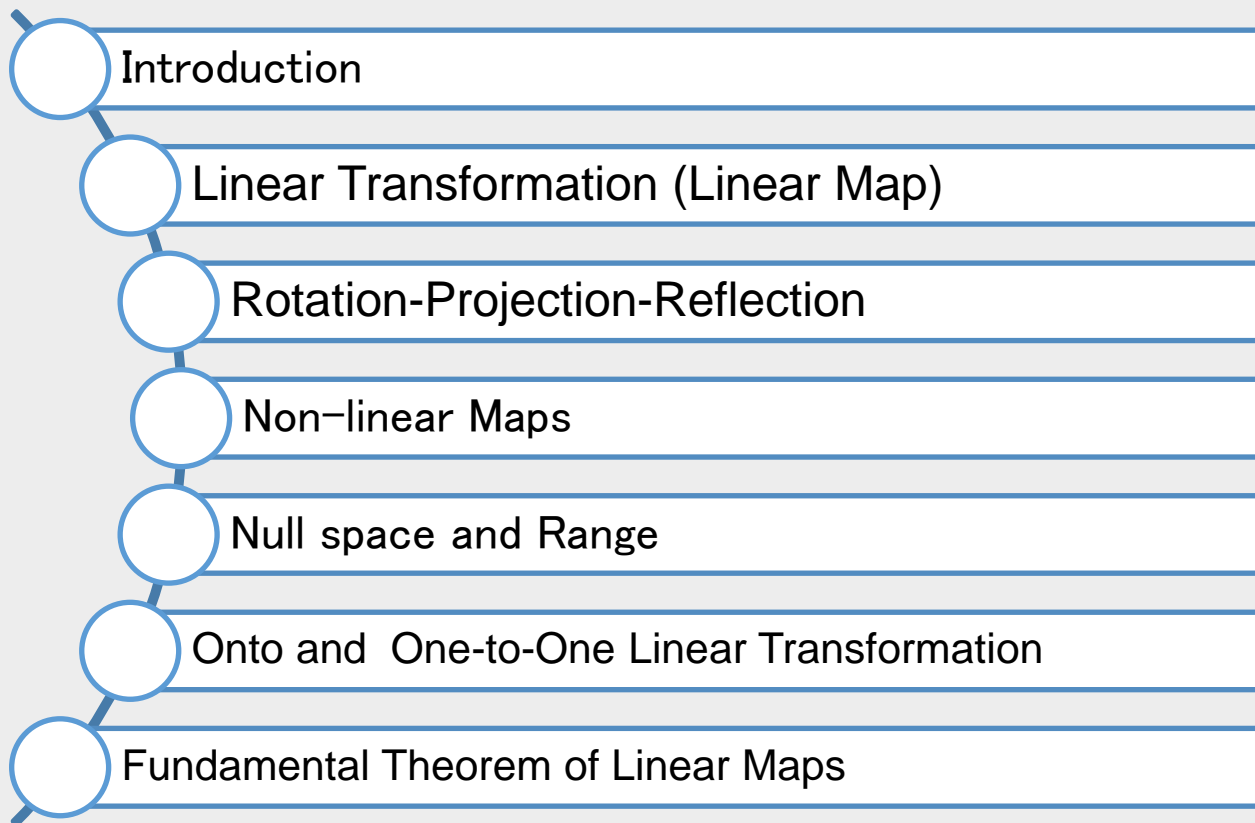 Introduction
Linear Transformation (Linear Map)
Rotation-Projection-Reflection
Non-linear Maps
Null space and Range
Onto and  One-to-One Linear Transformation
Fundamental Theorem of Linear Maps